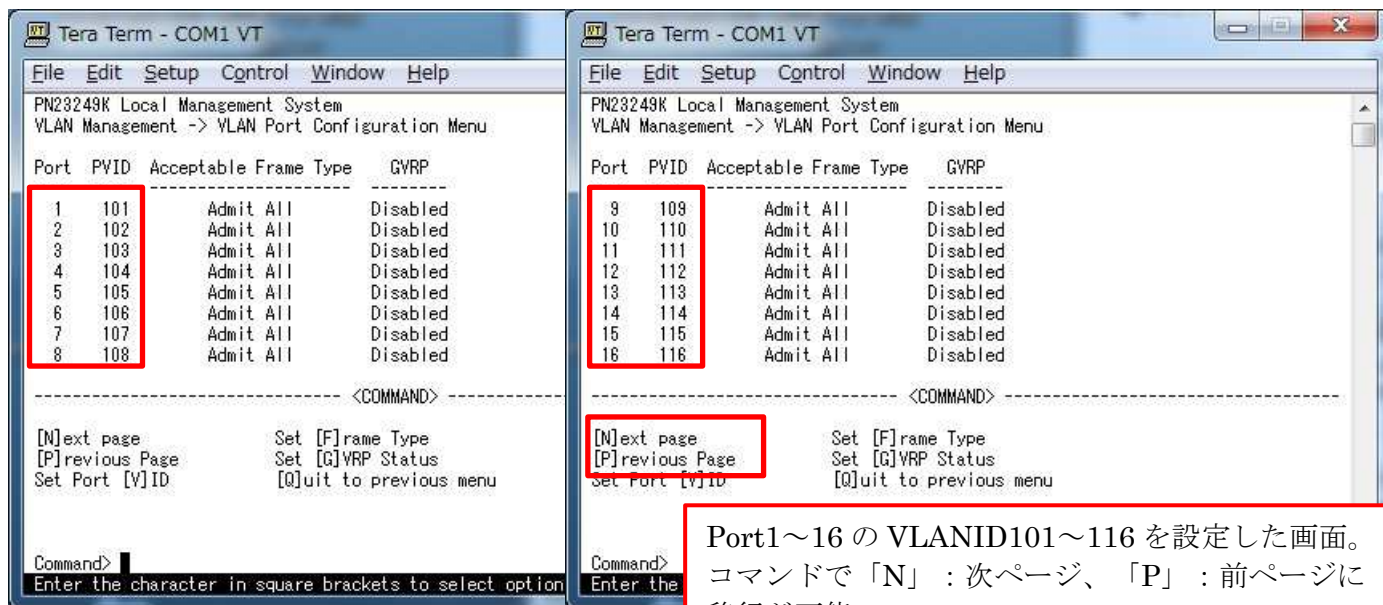 Tera Term - COM1 VT
File Edit Setup Control Window Help
PN23249K Local Management System
VLAN Management -> VLAN Port Configuration Menu
Port PVID Acceptable Frame Type GVRP
1 101 Admit All Disabled
2 102 Admit All Disabled
3 103 Admit All Disabled
4 104 Admit All Disabled
5 105 Admit All Disabled
6 106 Admit All Disabled
7 107 Admit All Disabled
8 108 Admit All Disabled
<COMMAND>
[N]ext page Set [F]rame Type
[P]revious Page Set [G]VRP Status
Set Port [V]ID [Q]uit to previous menu
Command>
Enter the character in square brackets to select option
Tera Term - COM1 VT
File Edit Setup Control Window Help
PN23249K Local Management System
VLAN Management -> VLAN Port Configuration Menu
Port PVID Acceptable Frame Type GVRP
9 109 Admit All Disabled
10 110 Admit All Disabled
11 111 Admit All Disabled
12 112 Admit All Disabled
13 113 Admit All Disabled
14 114 Admit All Disabled
15 115 Admit All Disabled
16 116 Admit All Disabled
<COMMAND>
[N]ext page Set [F]rame Type
[P]revious Page Set [G]VRP Status
Set Port [V]ID [Q]uit to previous menu
Command>
Enter the
Port1～16 の VLANID101～116 を設定した画面。
コマンドで「N」：次ページ、「P」：前ページに